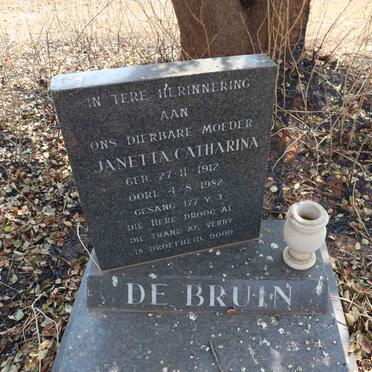 IN TERE HERINNERING
AAN
ONS DIERBARE MOEDER
JANETTA CATHARINA
GEB. 27-11-1912
OORL. 4-8-1982
GESANG 177 V. 3
DIE HERE DROOG AL
DIE TRANE AF, VERBY
IS DROEFHEID, DOOD.
DE BRUIN